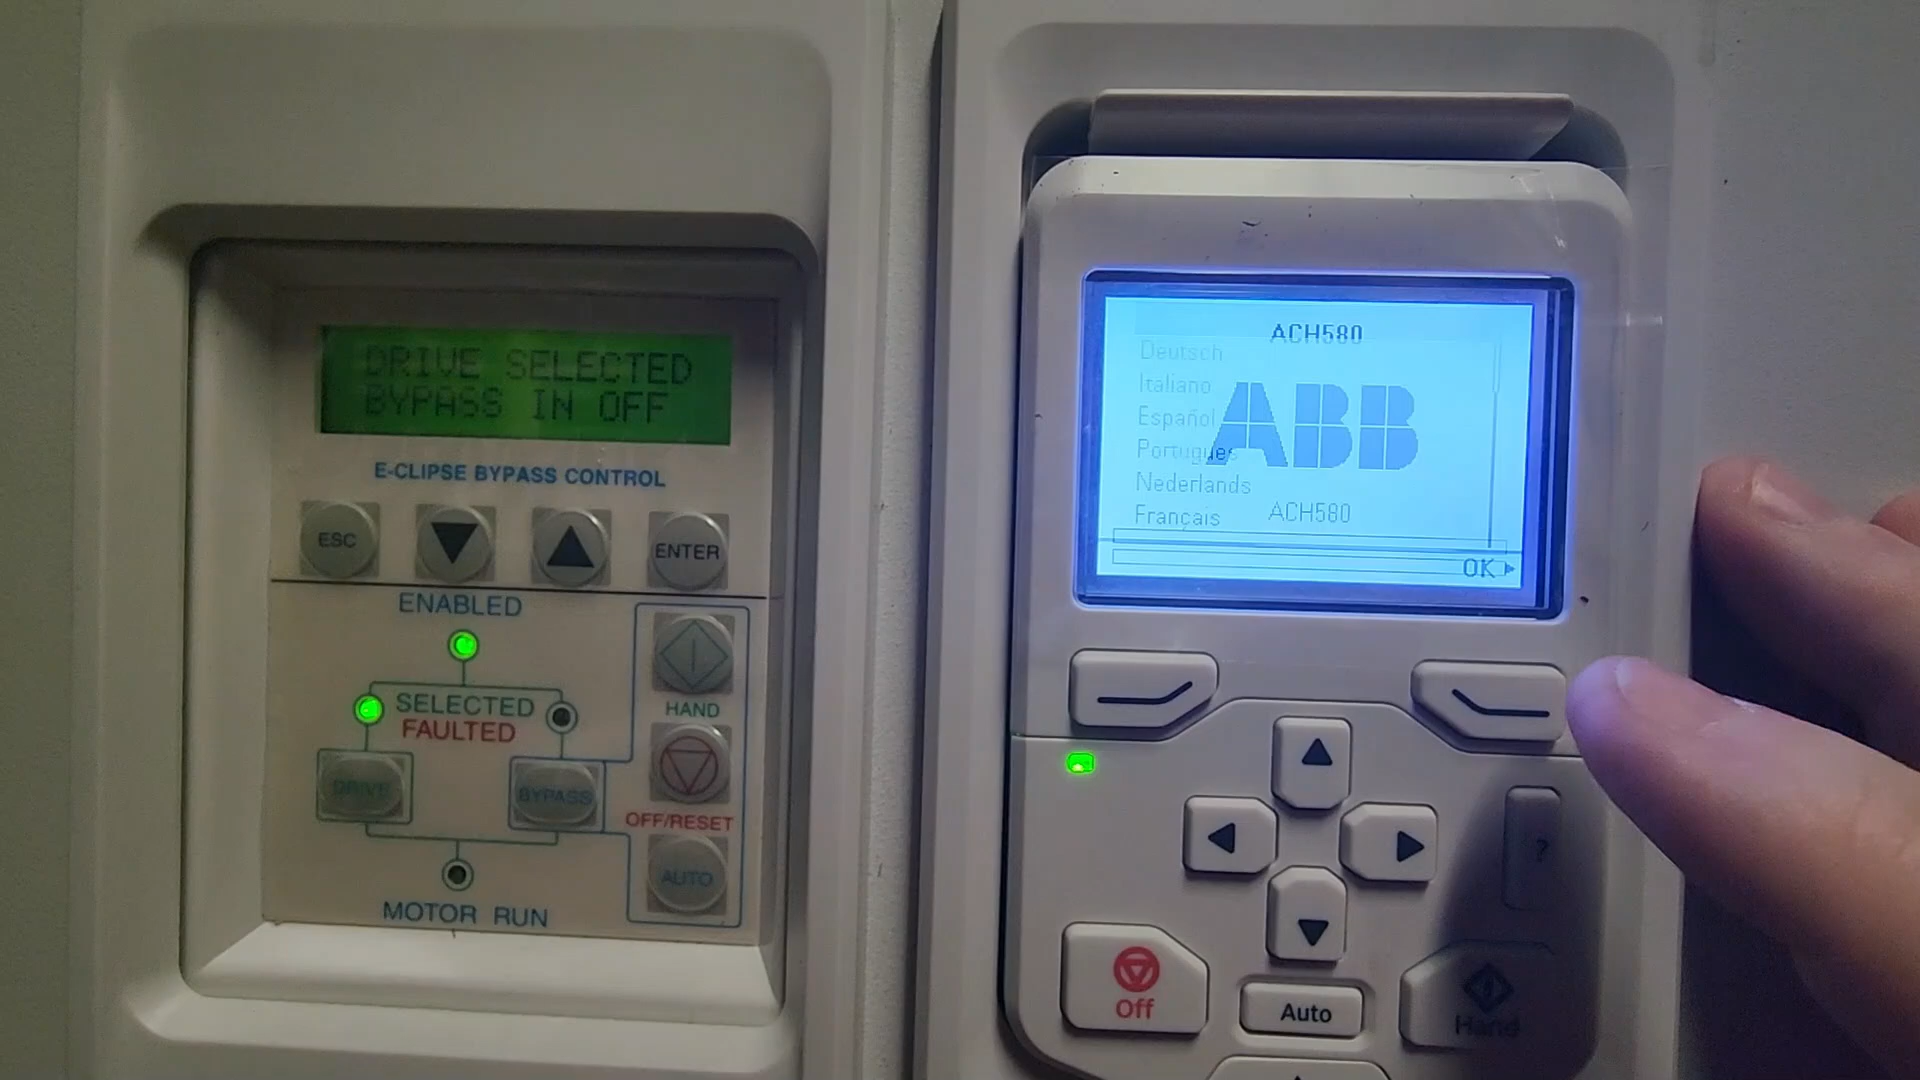 DRIVE SELECTED
BYPASS IN OFF
E-CLIPSE BYPASS CONTROL
ESC
ENTER
ENABLED
SELECTED
FAULTED
HAND
DRIVE
BYPASS
OFF/RESET
AUTO
MOTOR RUN
ACH580
Deutsch
Italiano
Español
ABB
Portugues
Nederlands
Français
ACH580
OK
?
Off
Auto
Hand